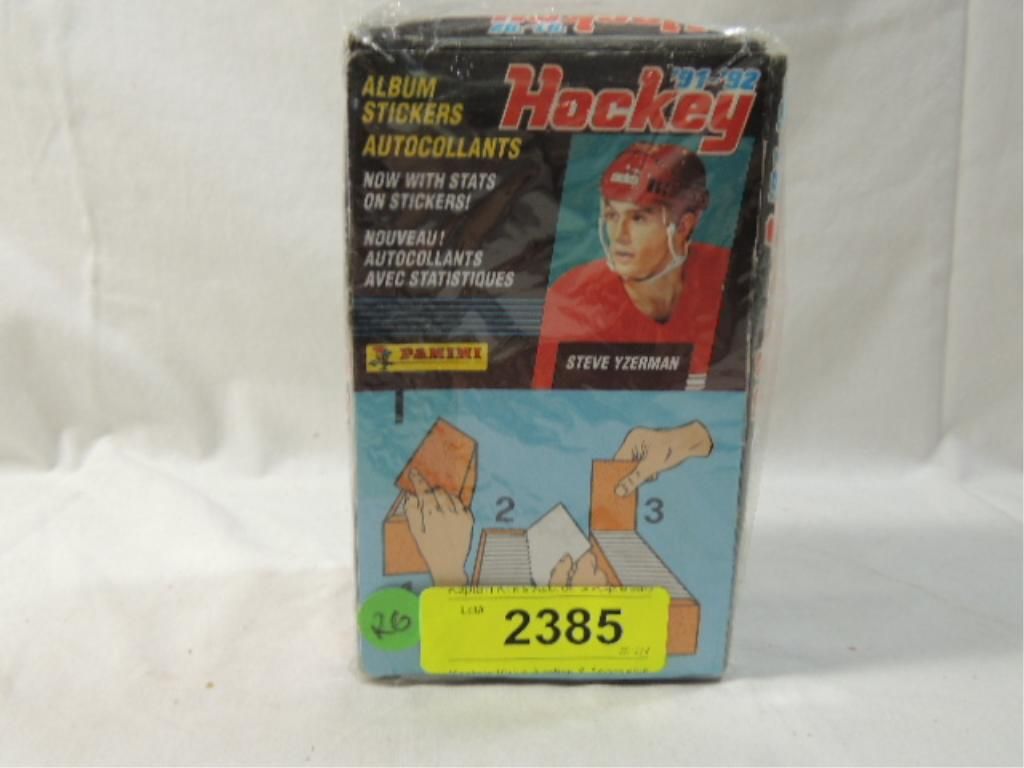 ALBUM
STICKERS
AUTOCOLLANTS
'91-'92
Hockey
NOW WITH STATS
ON STICKERS!
NOUVEAU!
AUTOCOLLANTS
AVEC STATISTIQUES
PANINI
STEVE YZERMAN
1
2
3
26
Lot#
2385